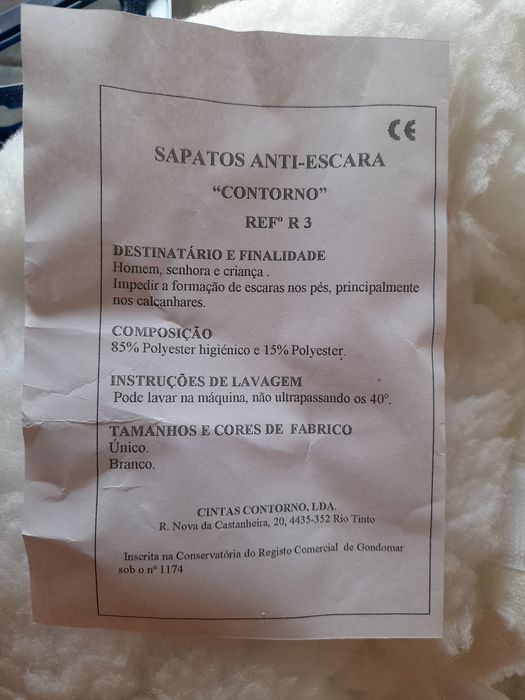 CE
SAPATOS ANTI-ESCARA
“CONTORNO”
REFº R 3
DESTINATÁRIO E FINALIDADE
Homem, senhora e criança .
Impedir a formação de escaras nos pés, principalmente
nos calcanhares.
COMPOSIÇÃO
85% Polyester higiénico e 15% Polyester.
INSTRUÇÕES DE LAVAGEM
Pode lavar na máquina, não ultrapassando os 40º.
TAMANHOS E CORES DE FABRICO
Único.
Branco.
CINTAS CONTORNO, LDA.
R. Nova da Castanheira, 20, 4435-352 Rio Tinto
Inscrita na Conservatória do Registo Comercial de Gondomar
sob o nº 1174